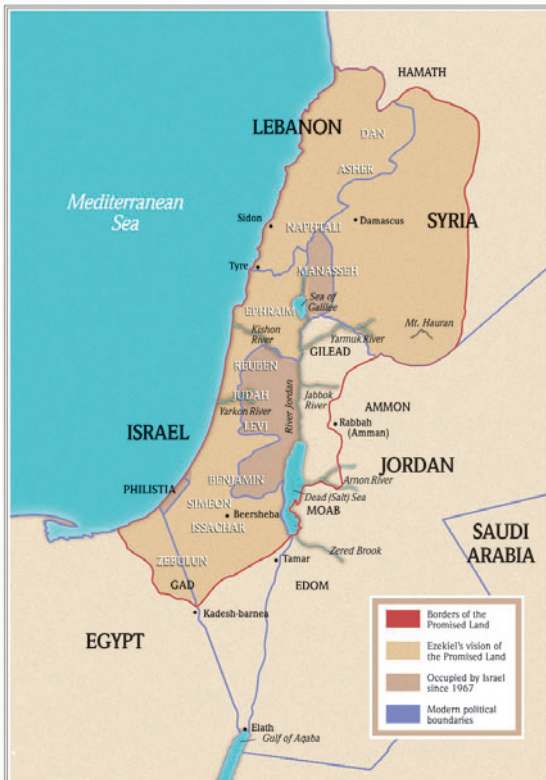 HAMATH
LEBANON
DAN
ASHER
Mediterranean
Sea
Sidon
NAPHTALI
Damascus
SYRIA
Tyre
MANASSEH
Sea of
Galilee
EPHRAIM
Kishon
River
Yarmuk River
Mt. Hauran
GILEAD
REUBEN
JUDAH
Yarkon River
River Jordan
Jabbok
River
AMMON
Rabbah
(Amman)
ISRAEL
LEVI
JORDAN
BENJAMIN
Arnon River
PHILISTIA
Dead (Salt) Sea
SIMEON
MOAB
Beersheba
ISSACHAR
SAUDI
ARABIA
Zered Brook
ZEBULUN
Tamar
GAD
EDOM
Kadesh-barnea
EGYPT
Borders of the
Promised Land
Ezekiel's vision of
the Promised Land
Occupied by Israel
since 1967
Modern political
boundaries
Elath
Gulf of Aqaba